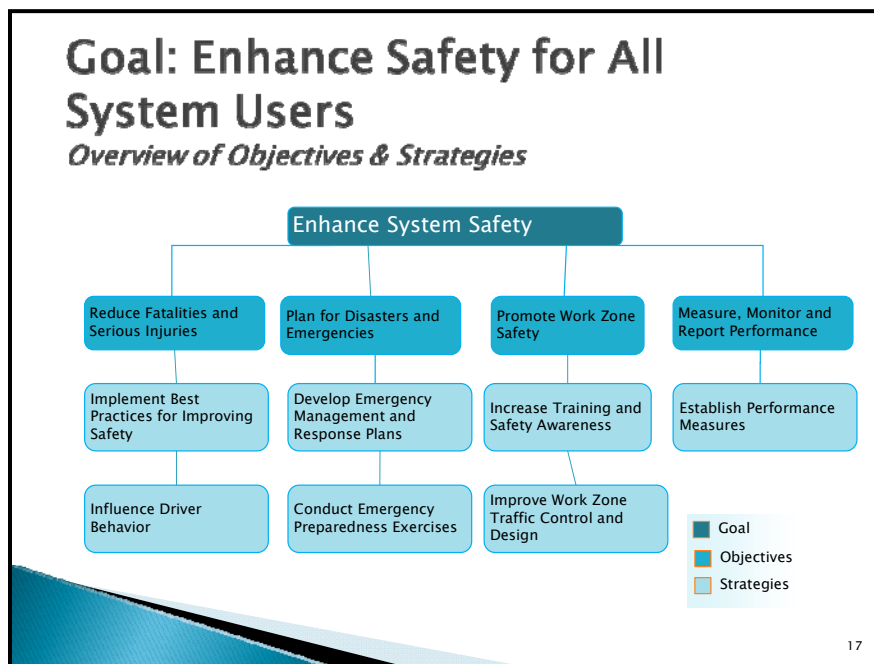 Goal: Enhance Safety for All
System Users
Overview of Objectives & Strategies
Enhance System Safety
Reduce Fatalities and
Serious Injuries
Plan for Disasters and
Emergencies
Promote Work Zone
Safety
Measure, Monitor and
Report Performance
Implement Best
Practices for Improving
Safety
Develop Emergency
Management and
Response Plans
Increase Training and
Safety Awareness
Establish Performance
Measures
Influence Driver
Behavior
Conduct Emergency
Preparedness Exercises
Improve Work Zone
Traffic Control and
Design
Goal
Objectives
Strategies
17